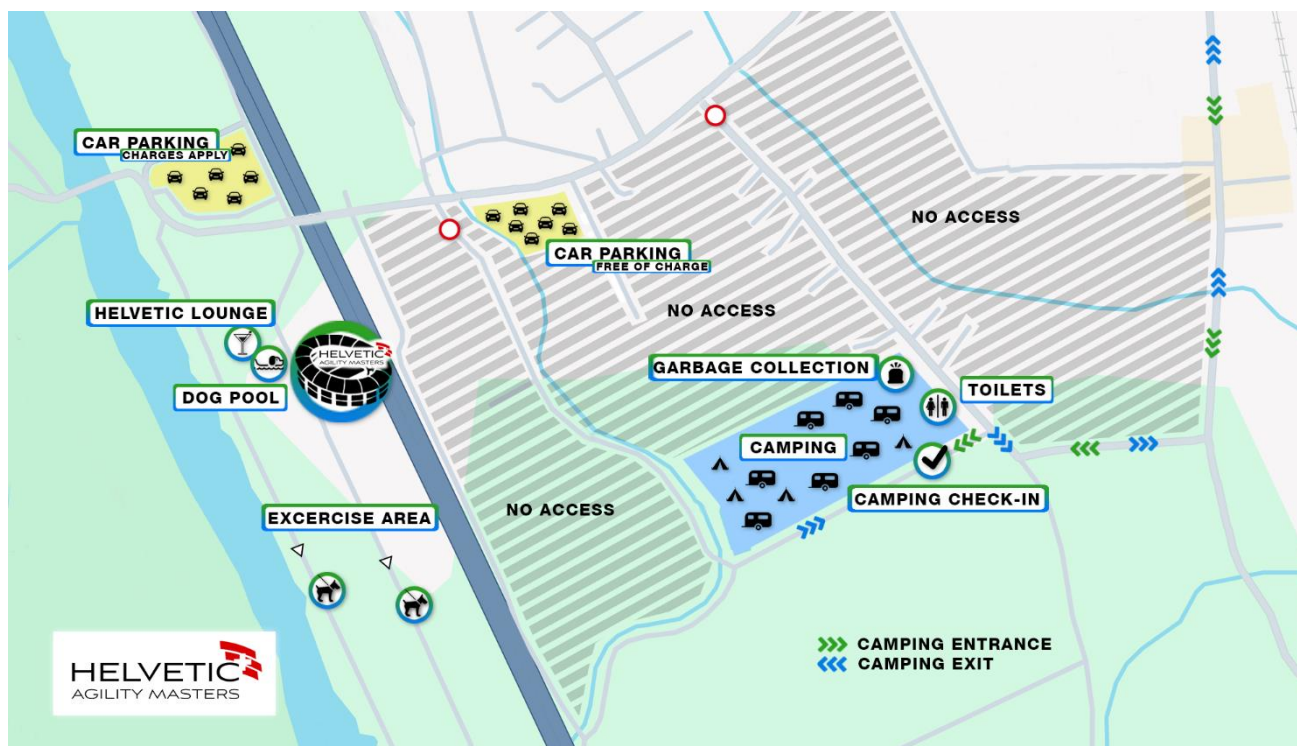 CAR PARKING
CHARGES APPLY
NO ACCESS
CAR PARKING
FREE OF CHARGE
NO ACCESS
HELVETIC LOUNGE
HELVETIC
AGILITY MASTERS
DOG POOL
GARBAGE COLLECTION
TOILETS
CAMPING
CAMPING CHECK-IN
NO ACCESS
EXCERCISE AREA
CAMPING ENTRANCE
CAMPING EXIT
HELVETIC
AGILITY MASTERS